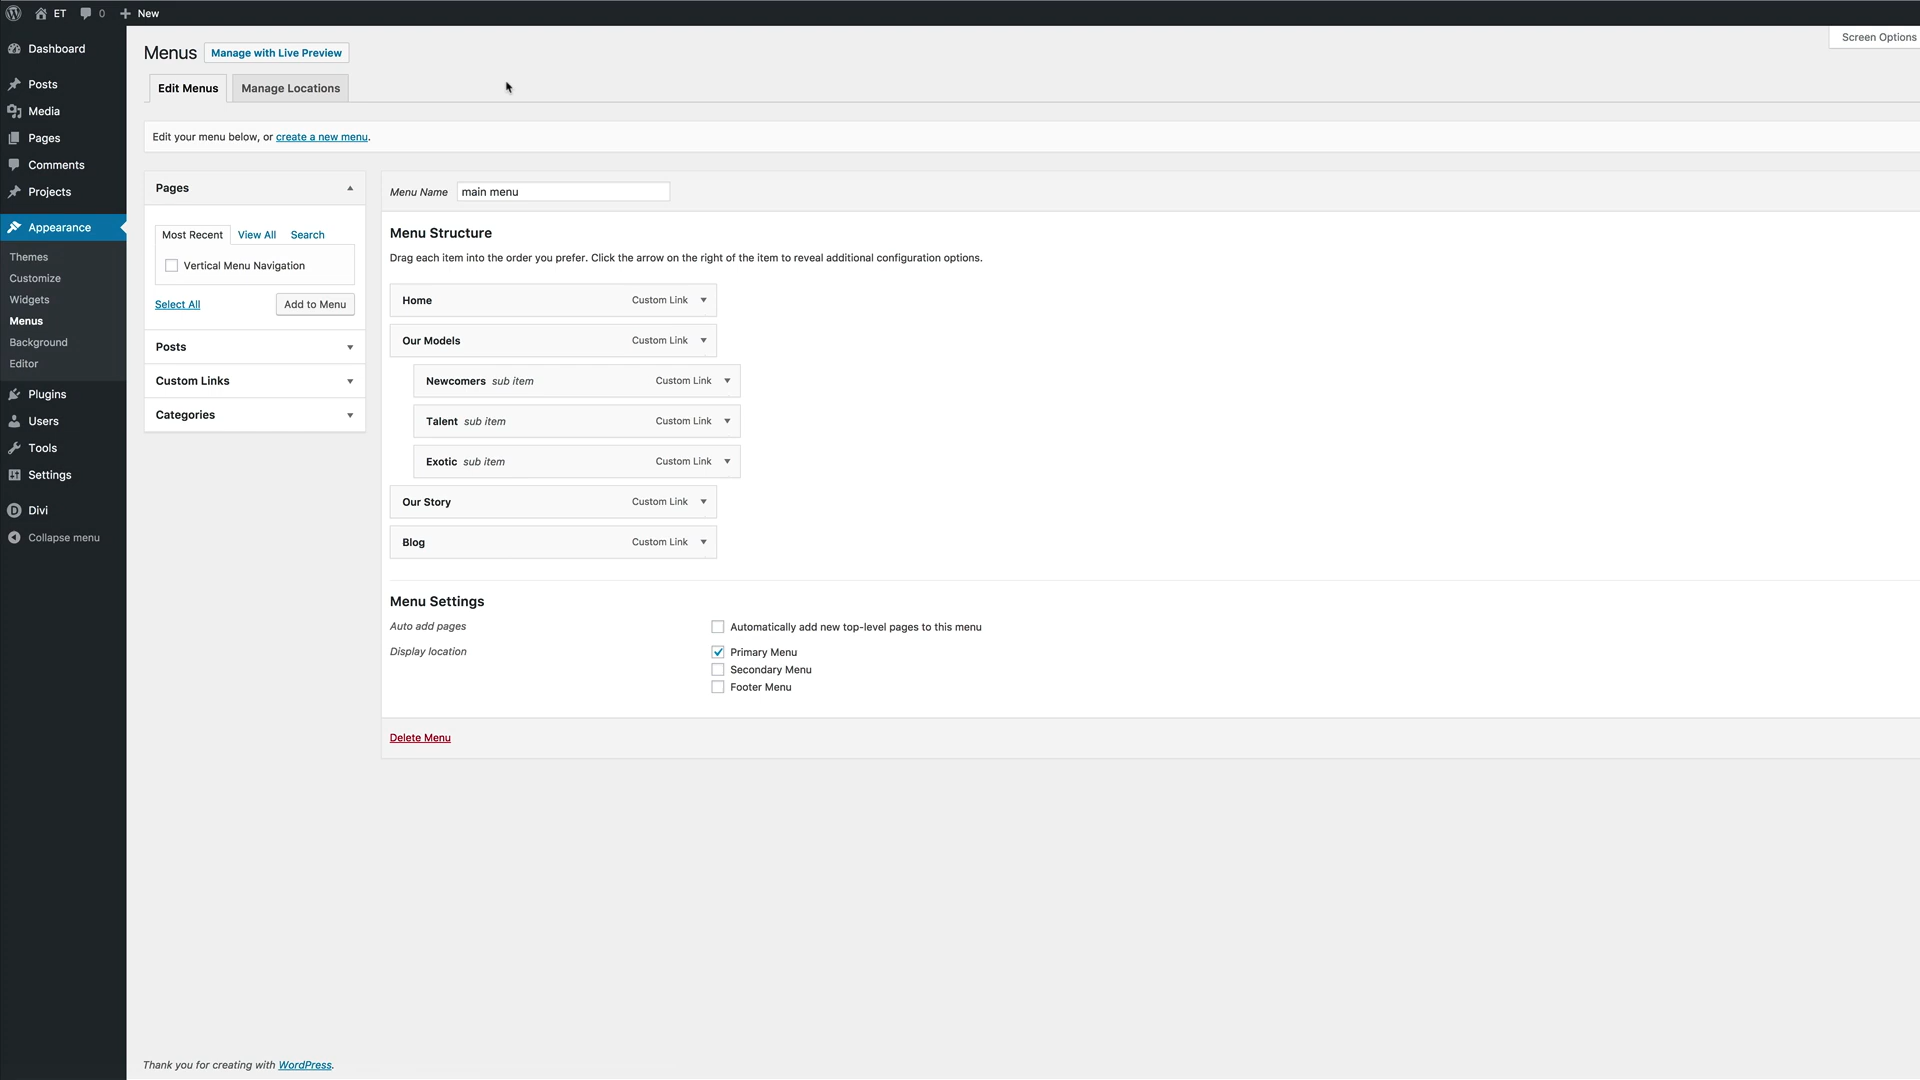 ET 0 New
Screen Options
Menus Manage with Live Preview
Edit Menus Manage Locations
Edit your menu below, or create a new menu.
Dashboard
Posts
Media
Pages
Comments
Projects
Appearance
Themes
Customize
Widgets
Menus
Background
Editor
Plugins
Users
Tools
Settings
Divi
Collapse menu
Pages
Most Recent View All Search
Vertical Menu Navigation
Select All Add to Menu
Posts
Custom Links
Categories
Menu Name main menu
Menu Structure
Drag each item into the order you prefer. Click the arrow on the right of the item to reveal additional configuration options.
Home Custom Link
Our Models Custom Link
Newcomers sub item Custom Link
Talent sub item Custom Link
Exotic sub item Custom Link
Our Story Custom Link
Blog Custom Link
Menu Settings
Auto add pages Automatically add new top-level pages to this menu
Display location Primary Menu
Secondary Menu
Footer Menu
Delete Menu
Thank you for creating with WordPress.